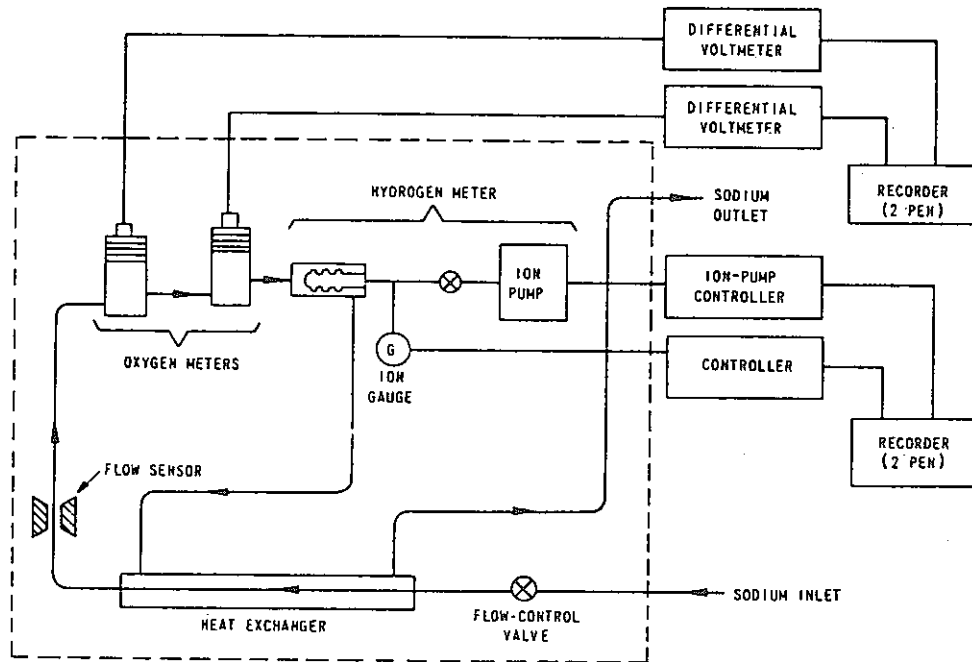 DIFFERENTIAL
VOLTMETER
DIFFERENTIAL
VOLTMETER
RECORDER
(2 PEN)
HYDROGEN METER
SODIUM
OUTLET
ION
PUMP
ION-PUMP
CONTROLLER
OXYGEN METERS
G
ION
GAUGE
CONTROLLER
RECORDER
(2 PEN)
FLOW SENSOR
HEAT EXCHANGER
FLOW-CONTROL
VALVE
SODIUM INLET